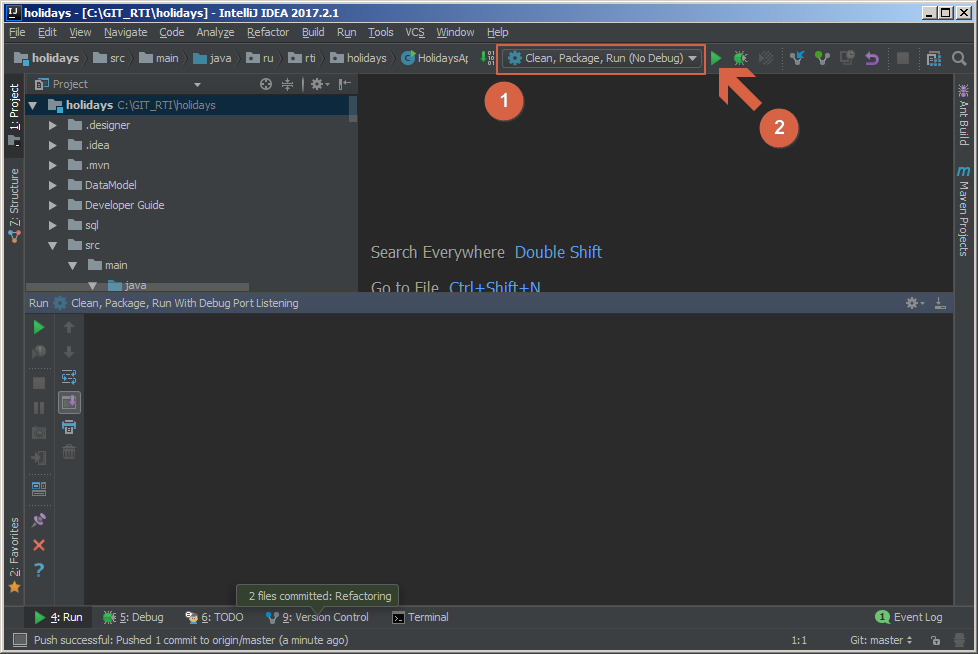 holidays - [C:\GIT_RTI\holidays] - IntelliJ IDEA 2017.2.1
File Edit View Navigate Code Analyze Refactor Build Run Tools VCS Window Help
holidays src main java ru rti holidays HolidaysAp Clean, Package, Run (No Debug)
1
2
Project
1: Project
7: Structure
2: Favorites
Ant Build
Maven Projects
holidays C:\GIT_RTI\holidays
.designer
.idea
.mvn
DataModel
Developer Guide
sql
src
main
java
Search Everywhere Double Shift
Go to File Ctrl+Shift+N
Run Clean, Package, Run With Debug Port Listening
2 files committed: Refactoring
4: Run 5: Debug 6: TODO 9: Version Control Terminal 1 Event Log
Push successful: Pushed 1 commit to origin/master (a minute ago) 1:1 Git: master